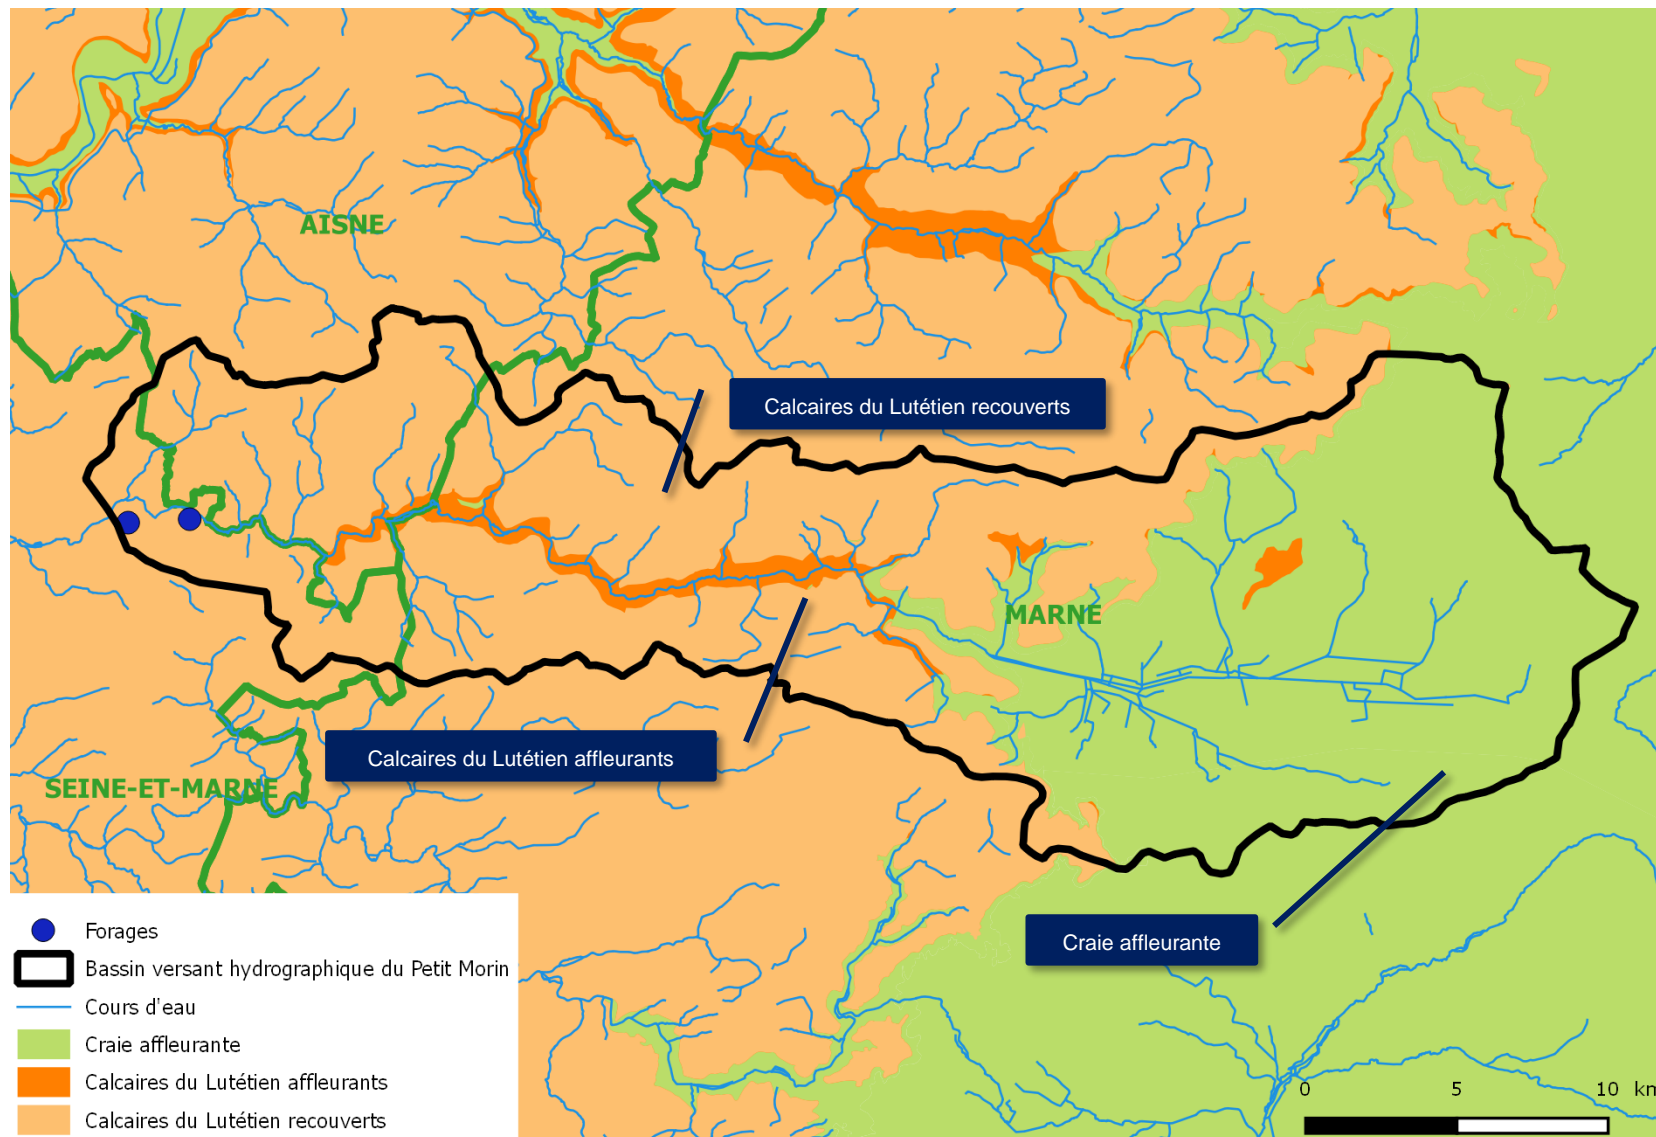 AISNE
Calcaires du Lutétien recouverts
MARNE
Calcaires du Lutétien affleurants
SEINE-ET-MARNE
Craie affleurante
Forages
Bassin versant hydrographique du Petit Morin
Cours d'eau
Craie affleurante
Calcaires du Lutétien affleurants
Calcaires du Lutétien recouverts
0 5 10 km